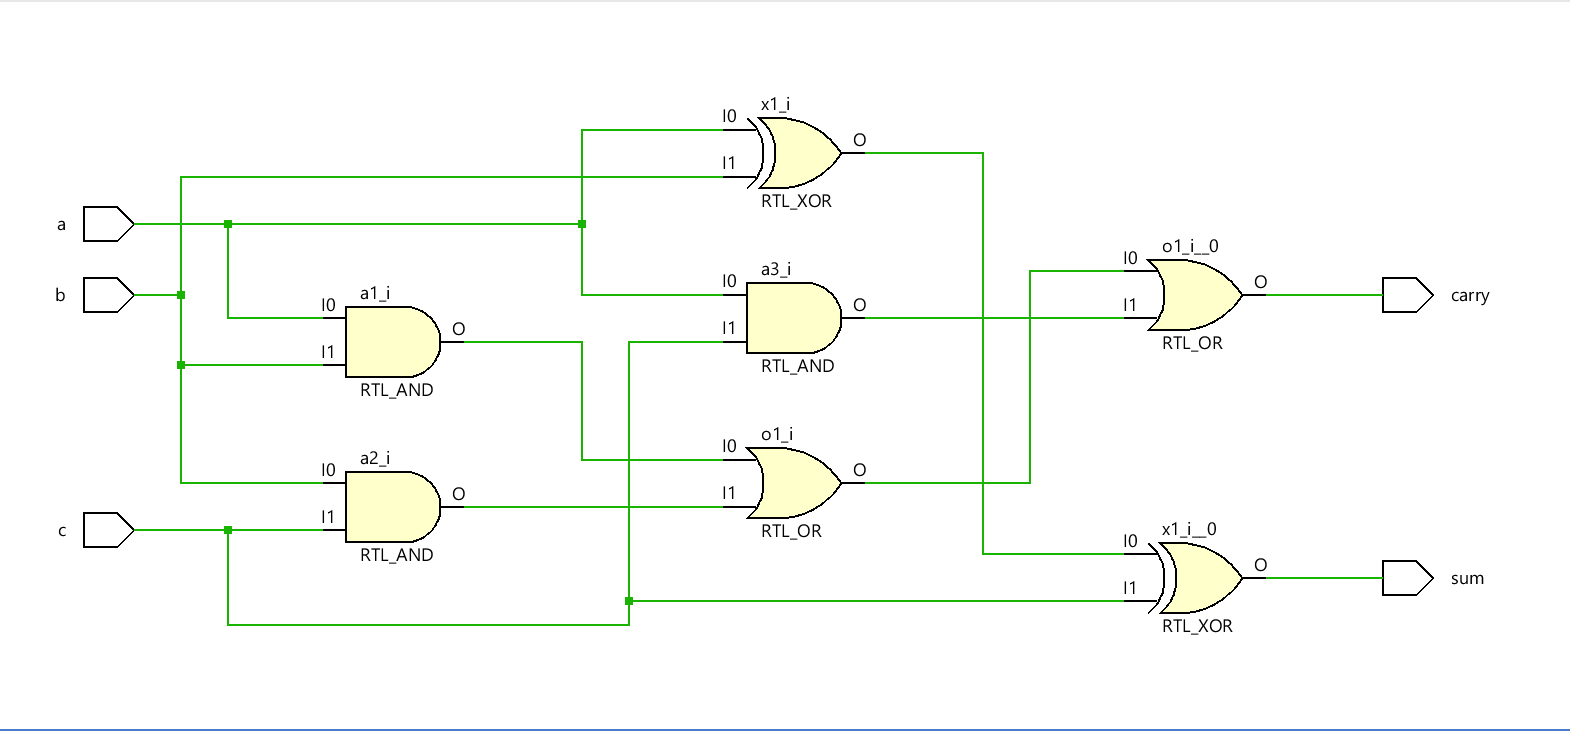 x1_i
I0
O
I1
RTL_XOR
a
b
c
a1_i
I0
O
I1
RTL_AND
a2_i
I0
O
I1
RTL_AND
a3_i
I0
O
I1
RTL_AND
o1_i
I0
O
I1
RTL_OR
o1_i__0
I0
O
I1
RTL_OR
carry
x1_i__0
I0
O
I1
RTL_XOR
sum